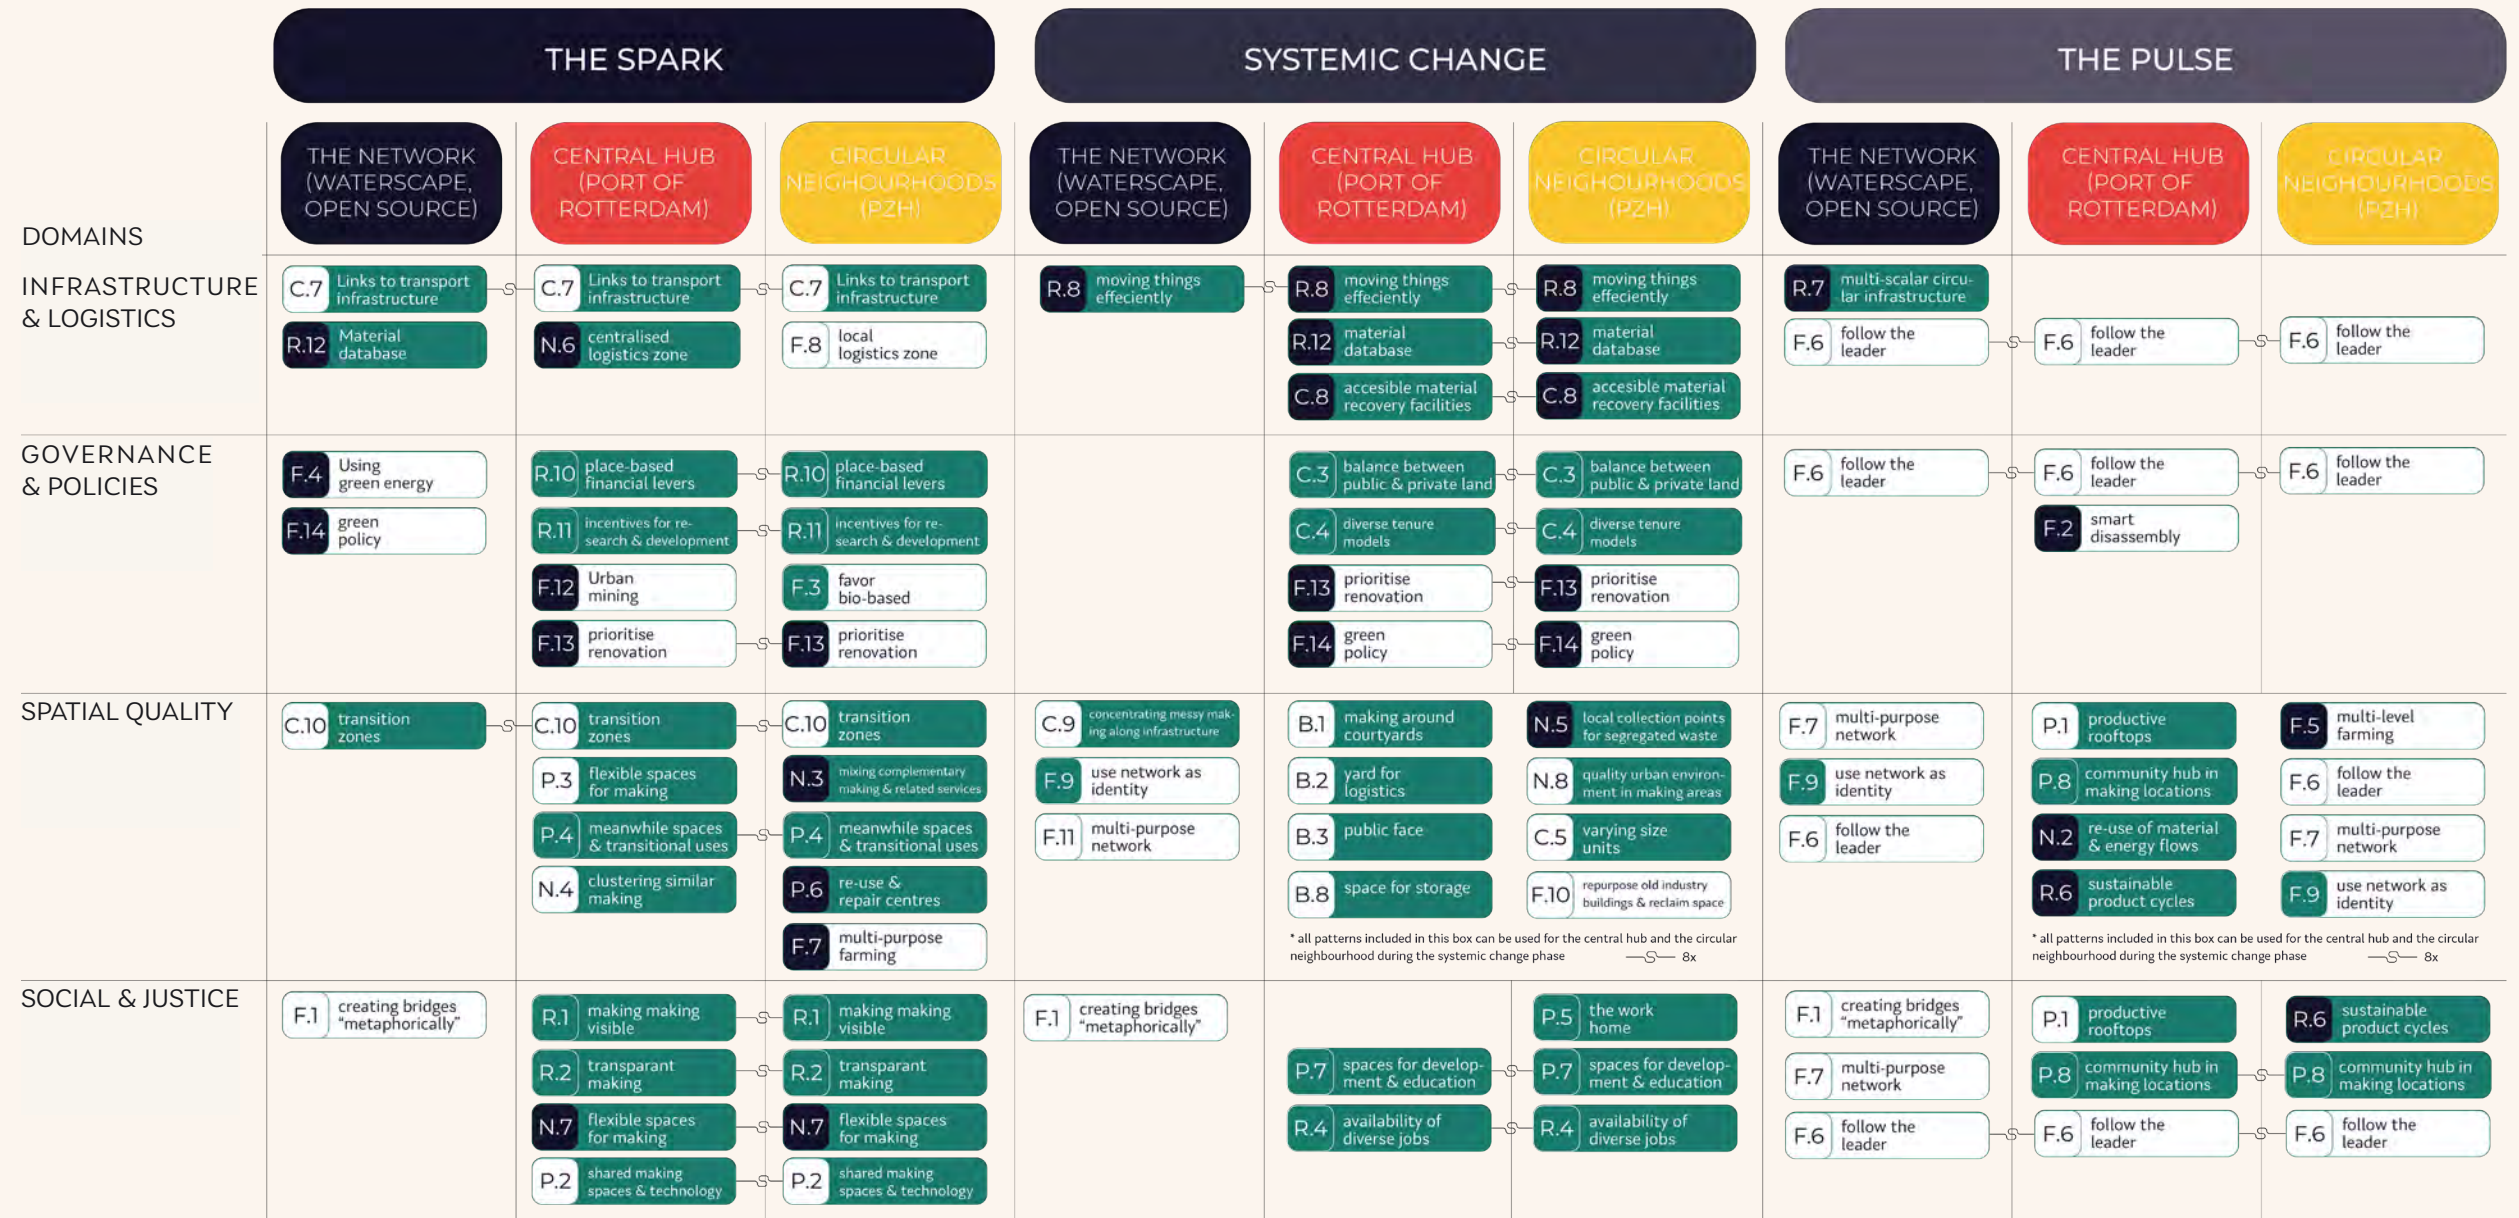 THE SPARK
SYSTEMIC CHANGE
THE PULSE
THE NETWORK
(WATERSCAPE,
OPEN SOURCE)
CENTRAL HUB
(PORT OF
ROTTERDAM)
CIRCULAR
NEIGHOURHOODS
(PZH)
THE NETWORK
(WATERSCAPE,
OPEN SOURCE)
CENTRAL HUB
(PORT OF
ROTTERDAM)
CIRCULAR
NEIGHOURHOODS
(PZH)
THE NETWORK
(WATERSCAPE,
OPEN SOURCE)
CENTRAL HUB
(PORT OF
ROTTERDAM)
CIRCULAR
NEIGHOURHOODS
(PZH)
DOMAINS
INFRASTRUCTURE
& LOGISTICS
C.7 Links to transport
infrastructure
R.12 Material
database
C.7 Links to transport
infrastructure
N.6 centralised
logistics zone
C.7 Links to transport
infrastructure
F.8 local
logistics zone
R.8 moving things
effeciently
R.8 moving things
effeciently
R.12 material
database
C.8 accesible material
recovery facilities
R.8 moving things
effeciently
R.12 material
database
C.8 accesible material
recovery facilities
R.7 multi-scalar circu-
lar infrastructure
F.6 follow the
leader
F.6 follow the
leader
F.6 follow the
leader
GOVERNANCE
& POLICIES
F.4 Using
green energy
F.14 green
policy
R.10 place-based
financial levers
R.11 incentives for re-
search & development
F.12 Urban
mining
F.13 prioritise
renovation
R.10 place-based
financial levers
R.11 incentives for re-
search & development
F.3 favor
bio-based
F.13 prioritise
renovation
C.3 balance between
public & private land
C.4 diverse tenure
models
F.13 prioritise
renovation
F.14 green
policy
C.3 balance between
public & private land
C.4 diverse tenure
models
F.13 prioritise
renovation
F.14 green
policy
F.6 follow the
leader
F.6 follow the
leader
F.2 smart
disassembly
F.6 follow the
leader
SPATIAL QUALITY
C.10 transition
zones
C.10 transition
zones
P.3 flexible spaces
for making
P.4 meanwhile spaces
& transitional uses
N.4 clustering similar
making
C.10 transition
zones
N.3 mixing complementary
making & related services
P.4 meanwhile spaces
& transitional uses
P.6 re-use &
repair centres
F.7 multi-purpose
farming
C.9 concentrating messy mak-
ing along infrastructure
F.9 use network as
identity
F.11 multi-purpose
network
B.1 making around
courtyards
B.2 yard for
logistics
B.3 public face
B.8 space for storage
N.5 local collection points
for segregated waste
N.8 quality urban environ-
ment in making areas
C.5 varying size
units
F.10 repurpose old industry
buildings & reclaim space
* all patterns included in this box can be used for the central hub and the circular
neighbourhood during the systemic change phase 8x
F.7 multi-purpose
network
F.9 use network as
identity
F.6 follow the
leader
P.1 productive
rooftops
P.8 community hub in
making locations
N.2 re-use of material
& energy flows
R.6 sustainable
product cycles
F.5 multi-level
farming
F.6 follow the
leader
F.7 multi-purpose
network
F.9 use network as
identity
* all patterns included in this box can be used for the central hub and the circular
neighbourhood during the systemic change phase 8x
SOCIAL & JUSTICE
F.1 creating bridges
"metaphorically"
R.1 making making
visible
R.2 transparant
making
N.7 flexible spaces
for making
P.2 shared making
spaces & technology
R.1 making making
visible
R.2 transparant
making
N.7 flexible spaces
for making
P.2 shared making
spaces & technology
F.1 creating bridges
"metaphorically"
P.7 spaces for develop-
ment & education
R.4 availability of
diverse jobs
P.5 the work
home
P.7 spaces for develop-
ment & education
R.4 availability of
diverse jobs
F.1 creating bridges
"metaphorically"
F.7 multi-purpose
network
F.6 follow the
leader
P.1 productive
rooftops
P.8 community hub in
making locations
F.6 follow the
leader
R.6 sustainable
product cycles
P.8 community hub in
making locations
F.6 follow the
leader